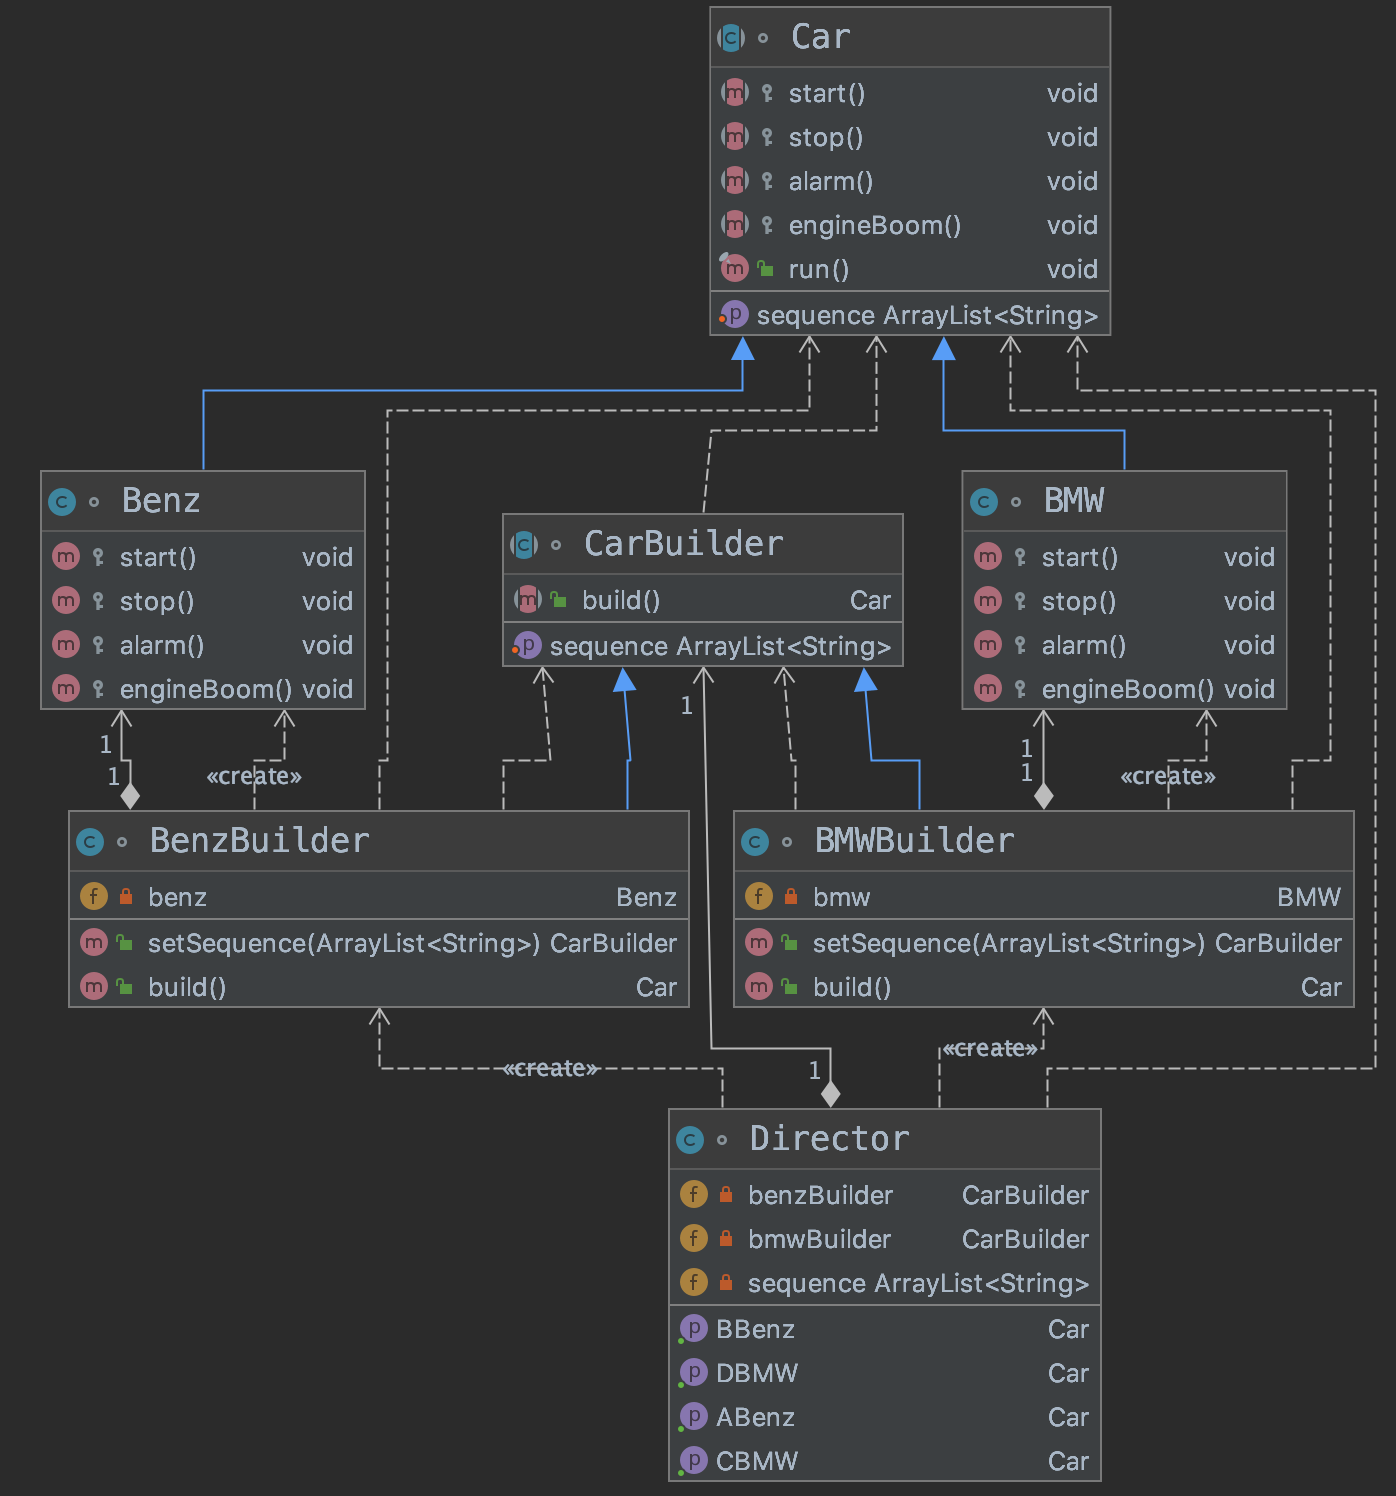 Car
start() void
stop() void
alarm() void
engineBoom() void
run() void
sequence ArrayList<String>
Benz
start() void
stop() void
alarm() void
engineBoom() void
CarBuilder
build() Car
sequence ArrayList<String>
BMW
start() void
stop() void
alarm() void
engineBoom() void
1
1
1
«create»
1
1
«create»
BenzBuilder
benz Benz
setSequence(ArrayList<String>) CarBuilder
build() Car
BMWBuilder
bmw BMW
setSequence(ArrayList<String>) CarBuilder
build() Car
«create»
1
«create»
Director
benzBuilder CarBuilder
bmwBuilder CarBuilder
sequence ArrayList<String>
BBenz Car
DBMW Car
ABenz Car
CBMW Car